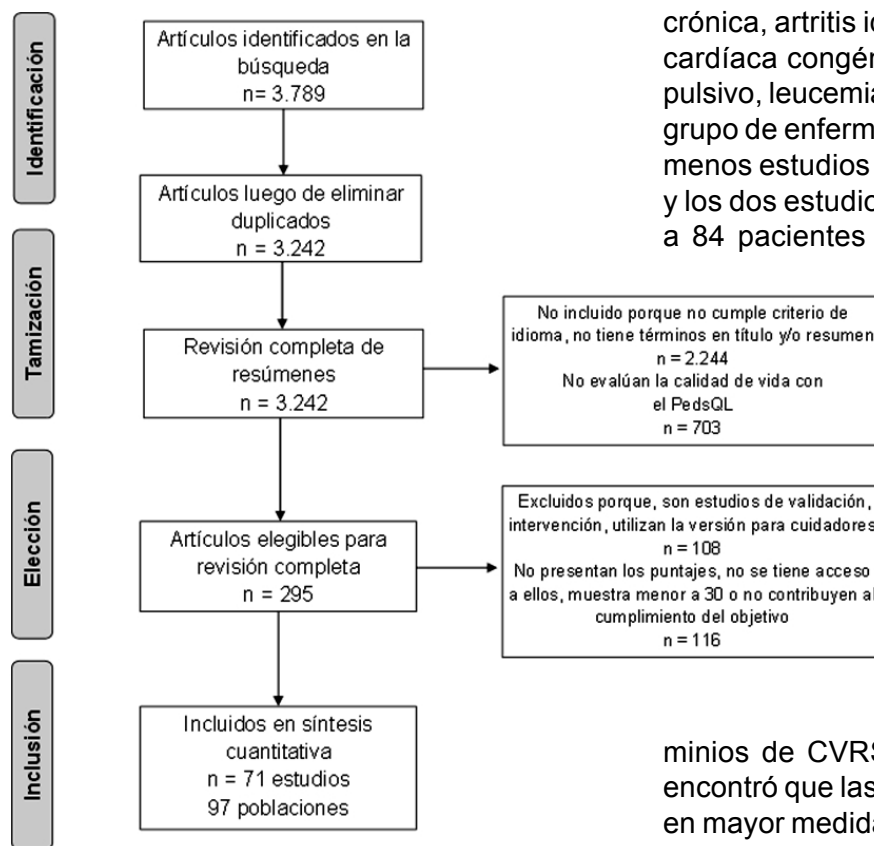 Identificación
Artículos identificados en la
búsqueda
n= 3.789
Artículos luego de eliminar
duplicados
n = 3.242
Tamización
Revisión completa de
resúmenes
n = 3.242
No incluido porque no cumple criterio de
idioma, no tiene términos en título y/o resumen
n = 2.244
No evalúan la calidad de vida con
el PedsQL
n = 703
Elección
Artículos elegibles para
revisión completa
n = 295
Excluidos porque, son estudios de validación,
intervención, utilizan la versión para cuidadores
n = 108
No presentan los puntajes, no se tiene acceso
a ellos, muestra menor a 30 o no contribuyen al
cumplimiento del objetivo
n = 116
Inclusión
Incluidos en síntesis
cuantitativa
n = 71 estudios
97 poblaciones
crónica, artritis
cardíaca
pulsivo, leucemia
grupo de
menos estudios
y los dos
a 84 pacientes
minios de
encontró que las
en mayor medida